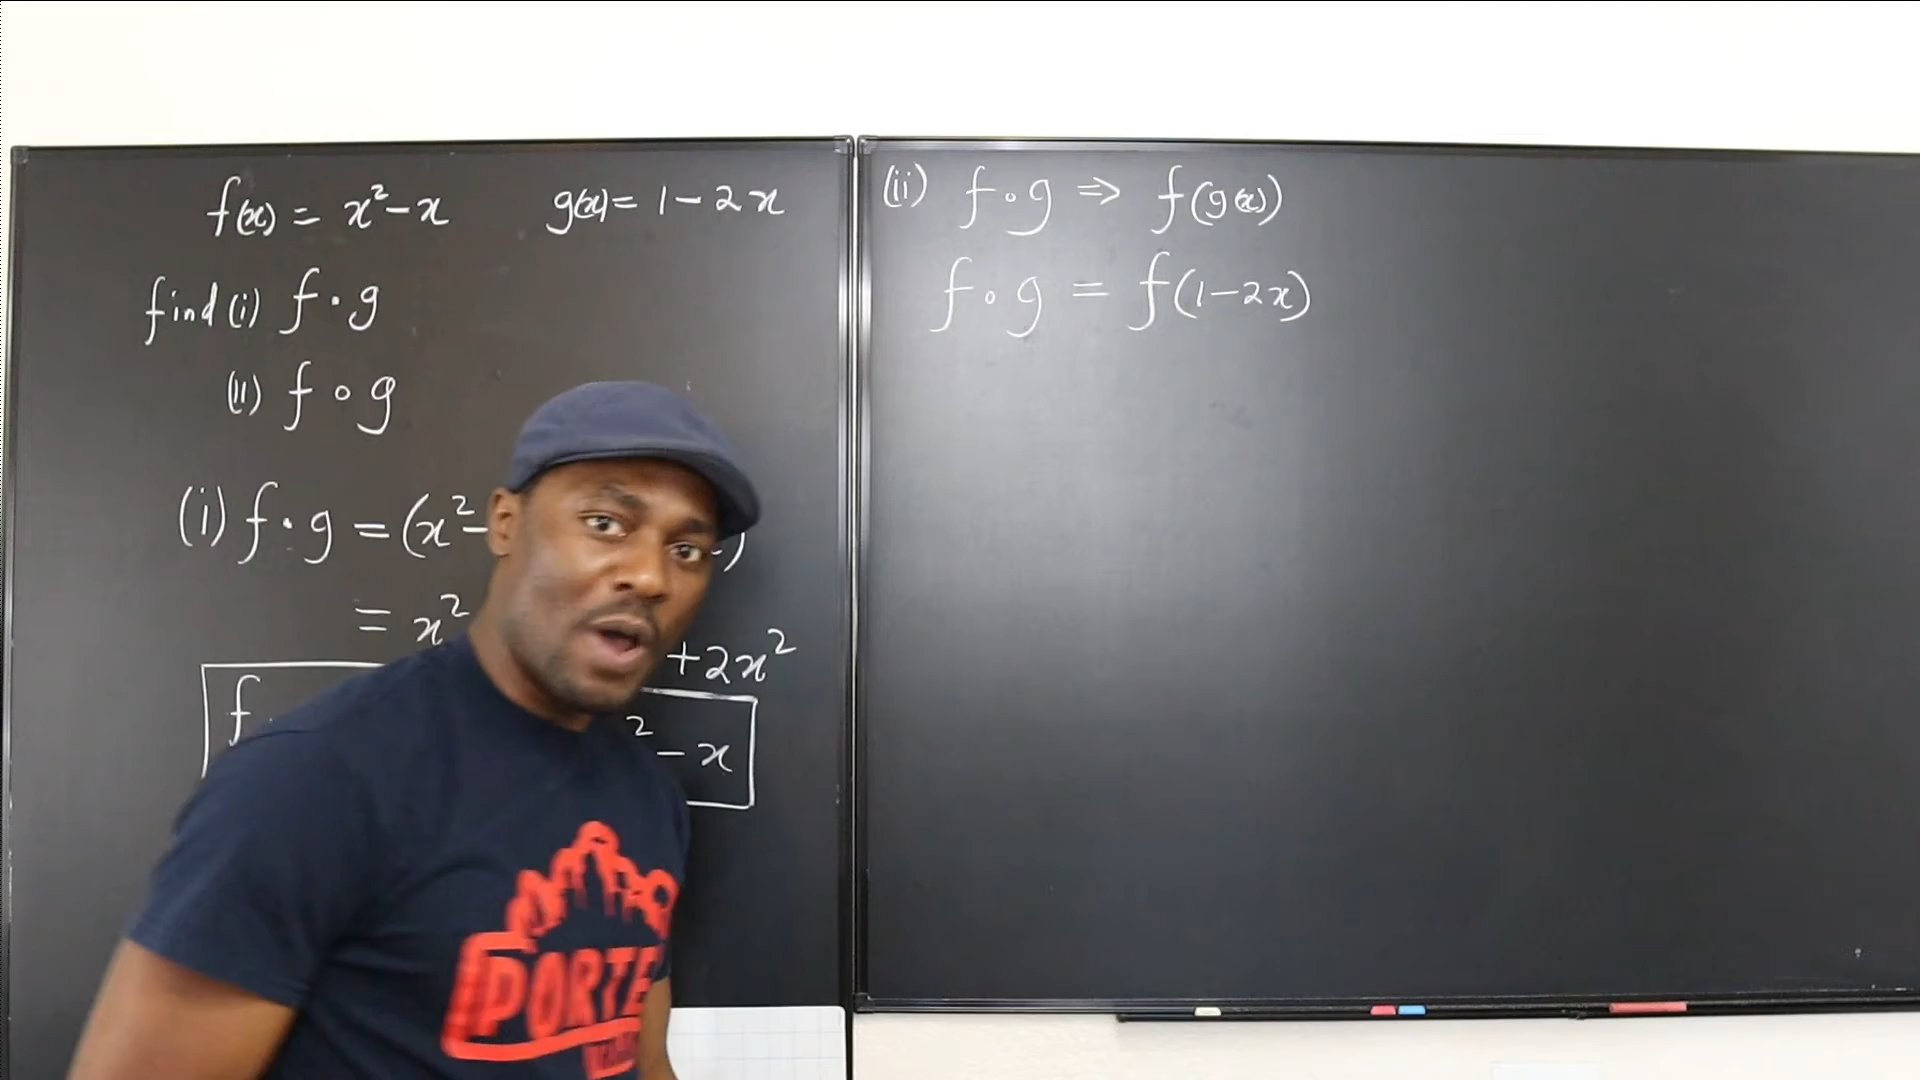 f(x) = x² - x    g(x) = 1 - 2x
find (i) f · g
(ii) f ∘ g
(i) f · g = (x² - )
= x² + 2x²
f · ² - x
(ii) f ∘ g ⇒ f(g(x))
f ∘ g = f(1 - 2x)
PORTE